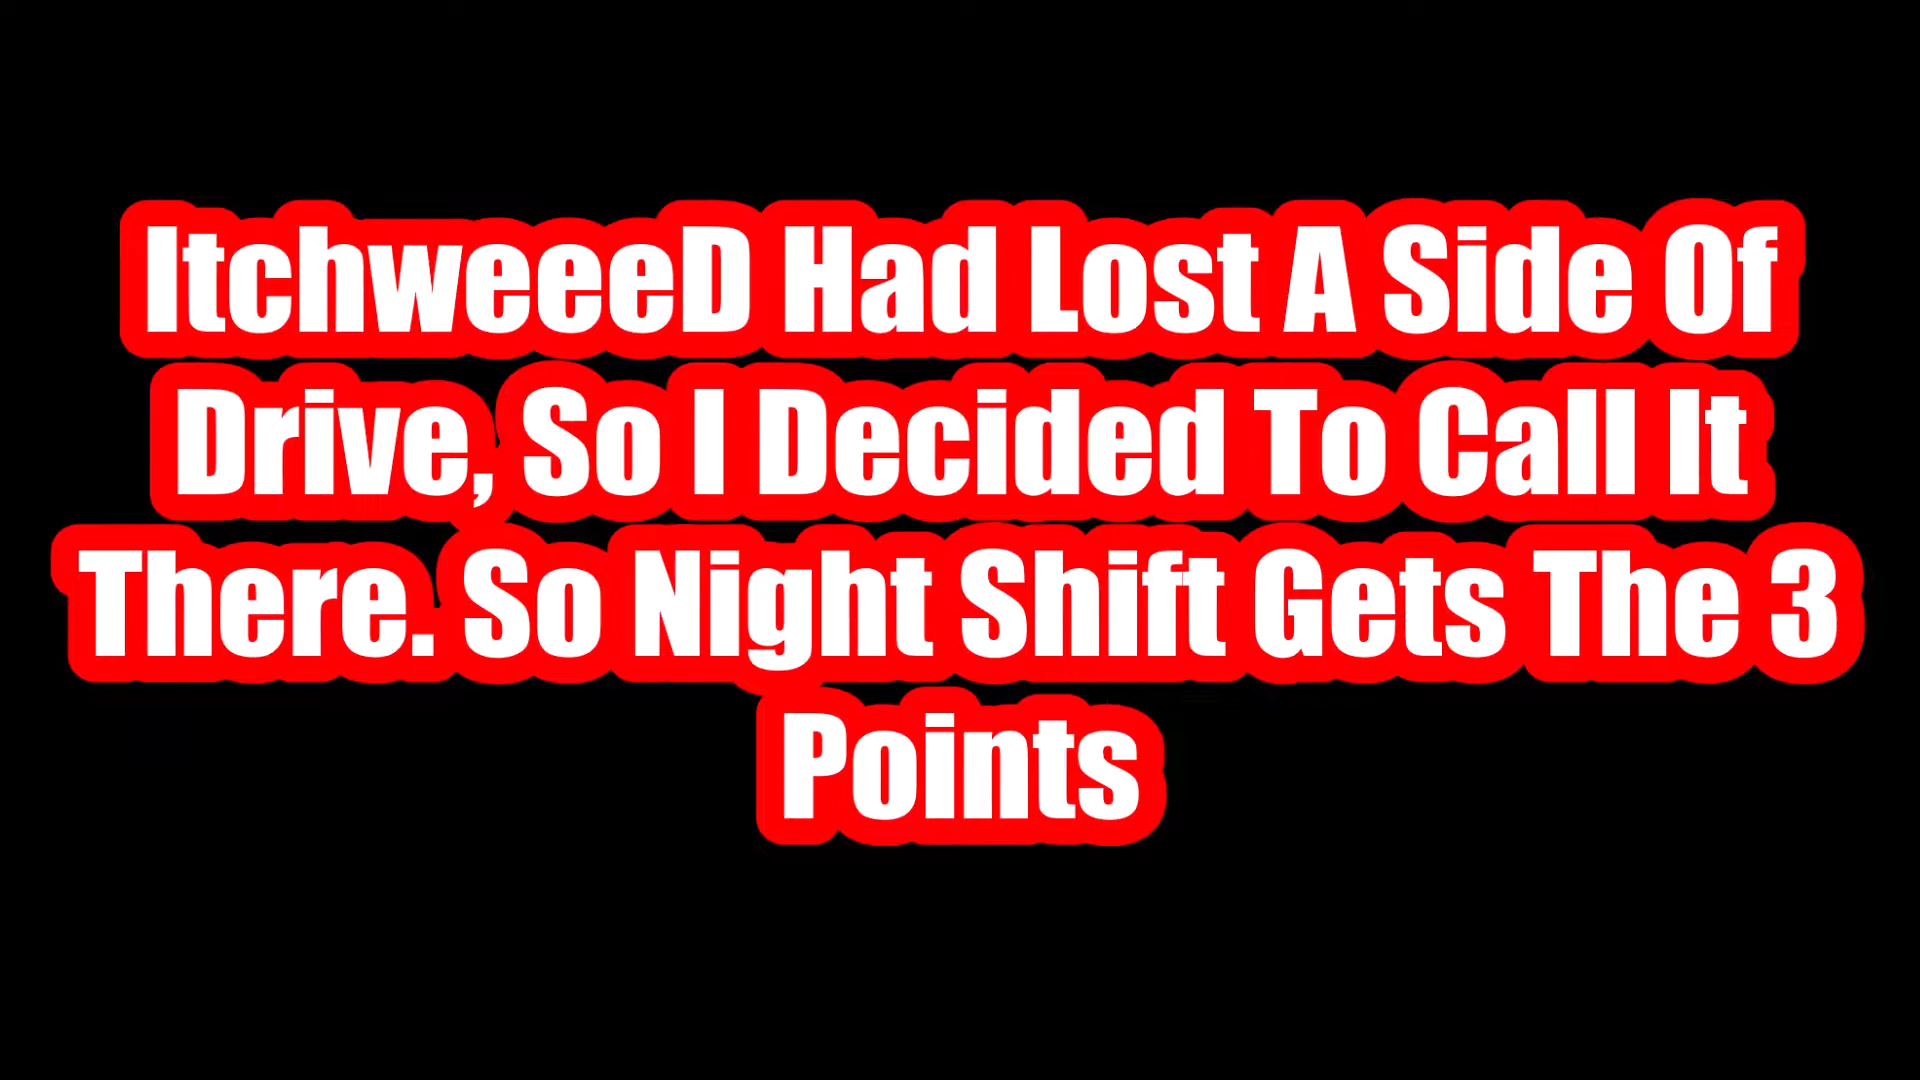 ItchweeeD Had Lost A Side Of
Drive, So I Decided To Call It
There. So Night Shift Gets The 3
Points